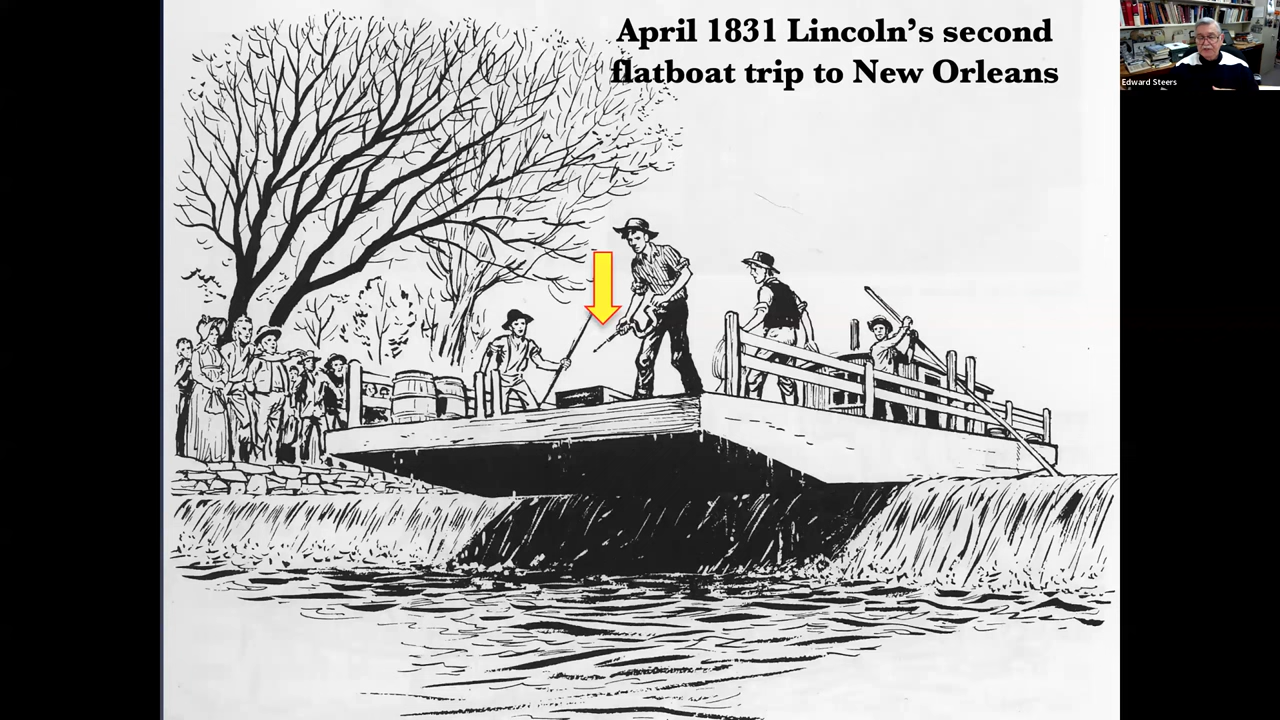 April 1831 Lincoln’s second
flatboat trip to New Orleans
Edward Steers